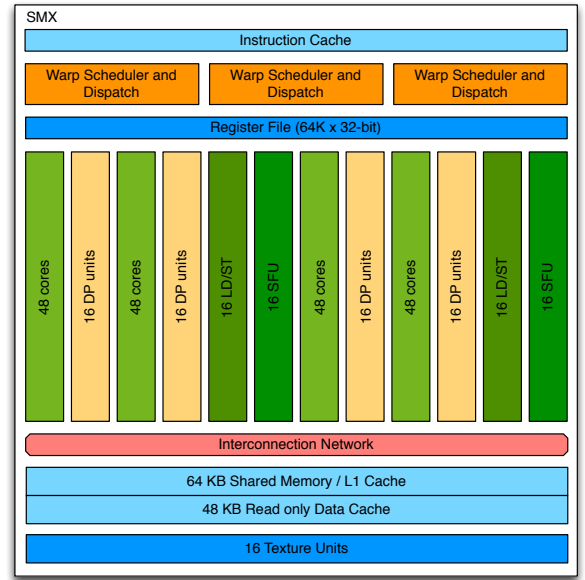 SMX
Instruction Cache
Warp Scheduler and
Dispatch
Warp Scheduler and
Dispatch
Warp Scheduler and
Dispatch
Register File (64K x 32-bit)
48 cores
16 DP units
48 cores
16 DP units
16 LD/ST
16 SFU
48 cores
16 DP units
48 cores
16 DP units
16 LD/ST
16 SFU
Interconnection Network
64 KB Shared Memory / L1 Cache
48 KB Read only Data Cache
16 Texture Units